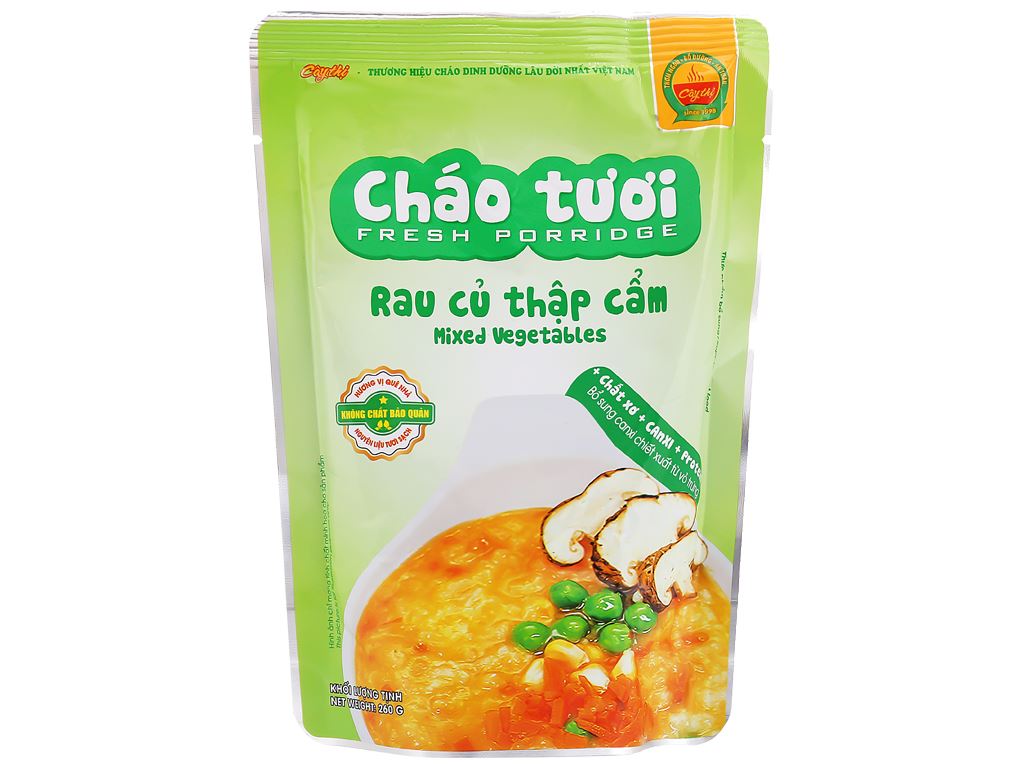 Cây thị - THƯƠNG HIỆU CHÁO DINH DƯỠNG LÂU ĐỜI NHẤT VIỆT NAM
Cây thị
since 1998
Cháo tươi
FRESH PORRIDGE
Rau củ thập cẩm
Mixed Vegetables
HƯƠNG VỊ QUÊ NHÀ
KHÔNG CHẤT BẢO QUẢN
NGUYÊN LIỆU TƯƠI SẠCH
+ CHẤT XƠ + CANXI + PROTE
Bổ sung canxi chiết xuất từ vỏ trứng
KHỐI LƯỢNG TỊNH
NET WEIGHT: 260 G